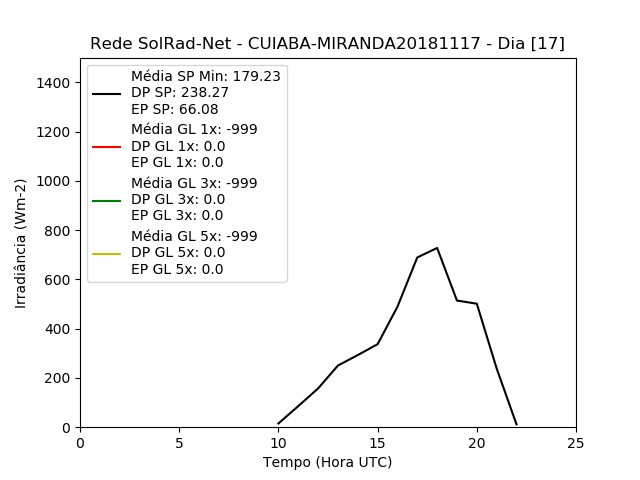 Rede SolRad-Net - CUIABA-MIRANDA20181117 - Dia [17]
Média SP Min: 179.23
DP SP: 238.27
EP SP: 66.08
Média GL 1x: -999
DP GL 1x: 0.0
EP GL 1x: 0.0
Média GL 3x: -999
DP GL 3x: 0.0
EP GL 3x: 0.0
Média GL 5x: -999
DP GL 5x: 0.0
EP GL 5x: 0.0
Irradiância (Wm-2)
1400
1200
1000
800
600
400
200
0
0 5 10 15 20 25
Tempo (Hora UTC)